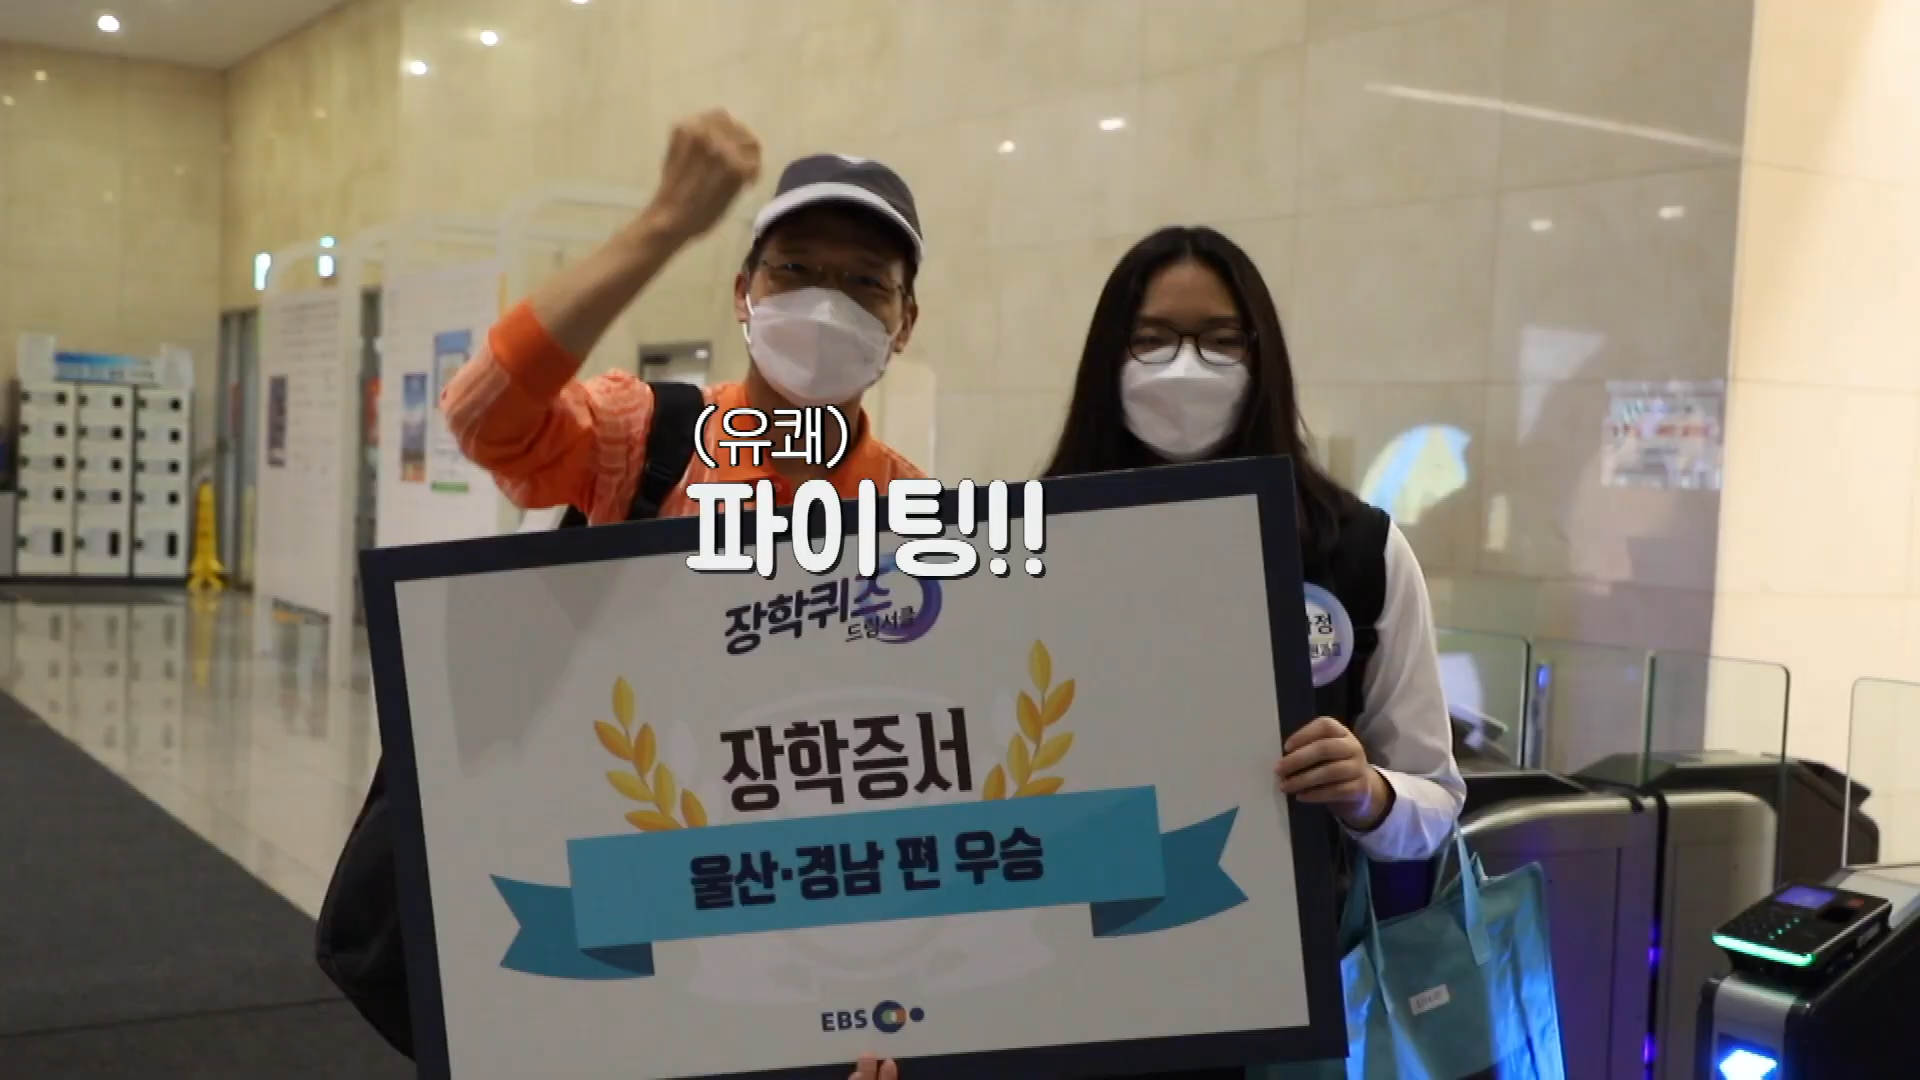 (유쾌)
파이팅!!
장학퀴즈
드림서클
장학증서
울산·경남 편 우승
EBS